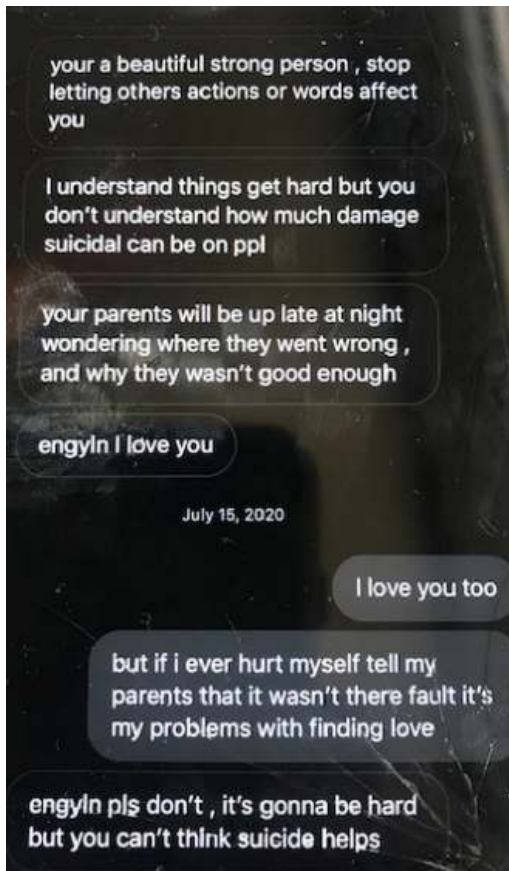 your a beautiful strong person , stop
letting others actions or words affect
you
I understand things get hard but you
don't understand how much damage
suicidal can be on ppl
your parents will be up late at night
wondering where they went wrong ,
and why they wasn't good enough
engyln I love you
July 15, 2020
I love you too
but if i ever hurt myself tell my
parents that it wasn't there fault it's
my problems with finding love
engyln pls don't , it's gonna be hard
but you can't think suicide helps